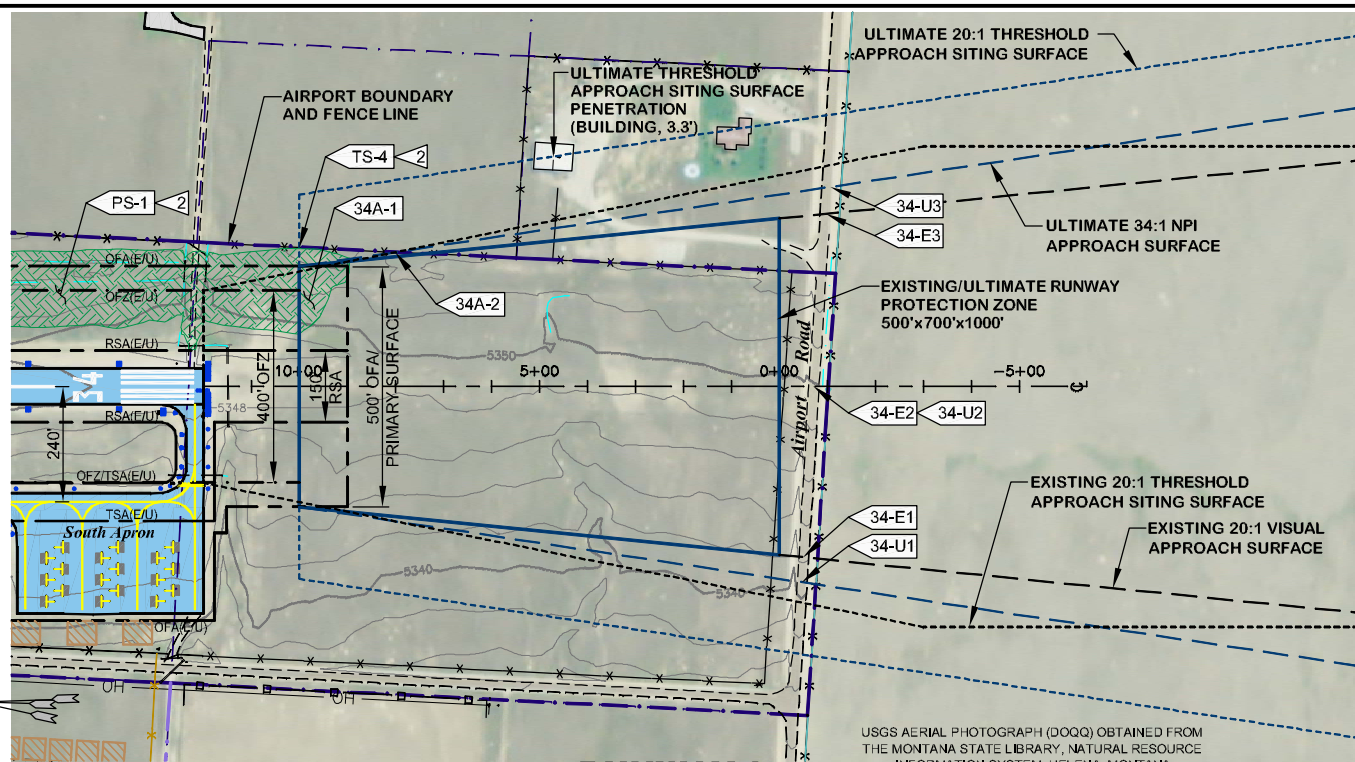 ULTIMATE 20:1 THRESHOLD
APPROACH SITING SURFACE
ULTIMATE THRESHOLD
APPROACH SITING SURFACE
PENETRATION
(BUILDING, 3.3')
AIRPORT BOUNDARY
AND FENCE LINE
TS-4
2
PS-1
2
34A-1
34-U3
34-E3
ULTIMATE 34:1 NPI
APPROACH SURFACE
OFA(E/U)
OFZ(E/U)
34A-2
EXISTING/ULTIMATE RUNWAY
PROTECTION ZONE
500'x700'x1000'
RSA(E/U)
5350
34
10+00
5+00
0+00
-5+00
5348
RSA(E/U)
240'
400' OFZ
150'
RSA
500' OFA/
PRIMARY SURFACE
Airport Road
34-E2
34-U2
OFZ/TSA(E/U)
EXISTING 20:1 THRESHOLD
APPROACH SITING SURFACE
TSA(E/U)
South Apron
34-E1
34-U1
EXISTING 20:1 VISUAL
APPROACH SURFACE
5340
5340
OFA(E/U)
OH
OH
USGS AERIAL PHOTOGRAPH (DOQQ) OBTAINED FROM
THE MONTANA STATE LIBRARY, NATURAL RESOURCE
INFORMATION SYSTEM, HELENA, MONTANA